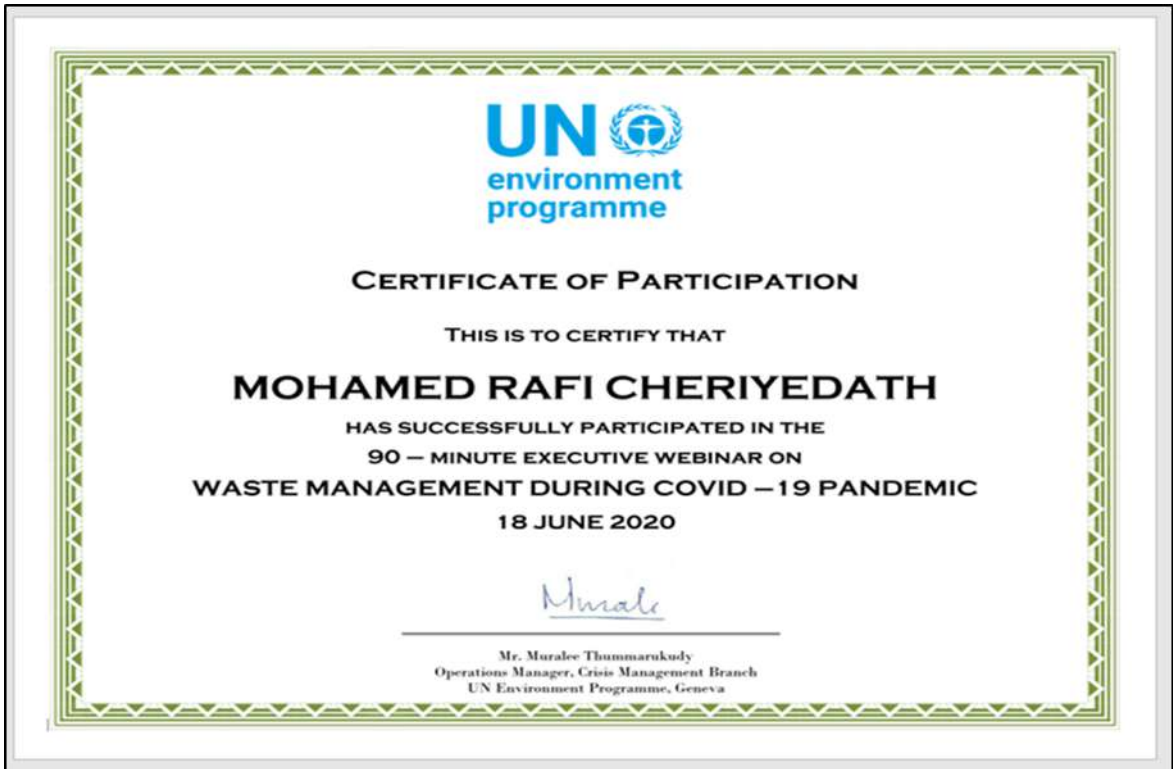 UN
environment
programme
CERTIFICATE OF PARTICIPATION
THIS IS TO CERTIFY THAT
MOHAMED RAFI CHERIYEDATH
HAS SUCCESSFULLY PARTICIPATED IN THE
90 – MINUTE EXECUTIVE WEBINAR ON
WASTE MANAGEMENT DURING COVID –19 PANDEMIC
18 JUNE 2020
Murale
Mr. Muralee Thummarukudy
Operations Manager, Crisis Management Branch
UN Environment Programme, Geneva